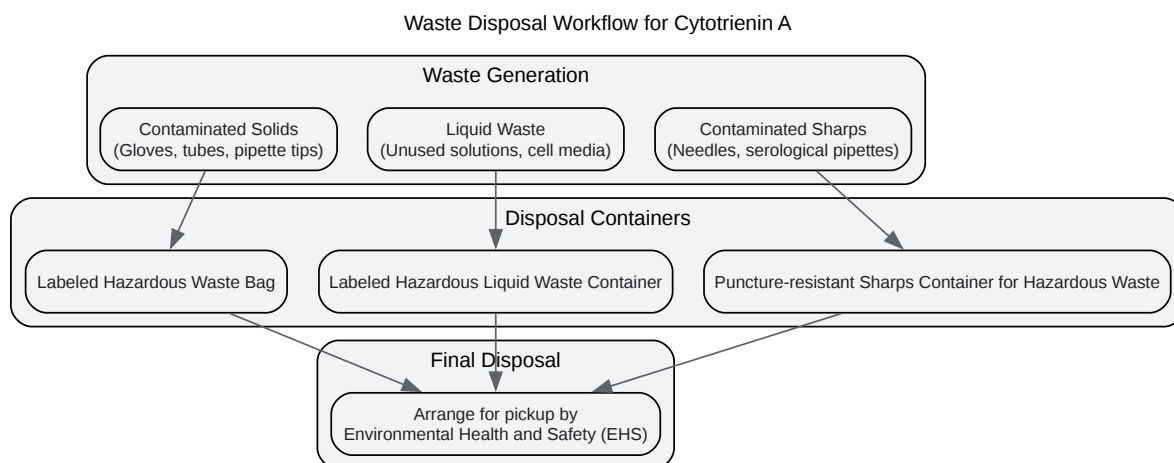 Waste Disposal Workflow for Cytotrienin A
Waste Generation
Contaminated Solids
(Gloves, tubes, pipette tips)
Liquid Waste
(Unused solutions, cell media)
Contaminated Sharps
(Needles, serological pipettes)
Disposal Containers
Labeled Hazardous Waste Bag
Labeled Hazardous Liquid Waste Container
Puncture-resistant Sharps Container for Hazardous Waste
Final Disposal
Arrange for pickup by
Environmental Health and Safety (EHS)